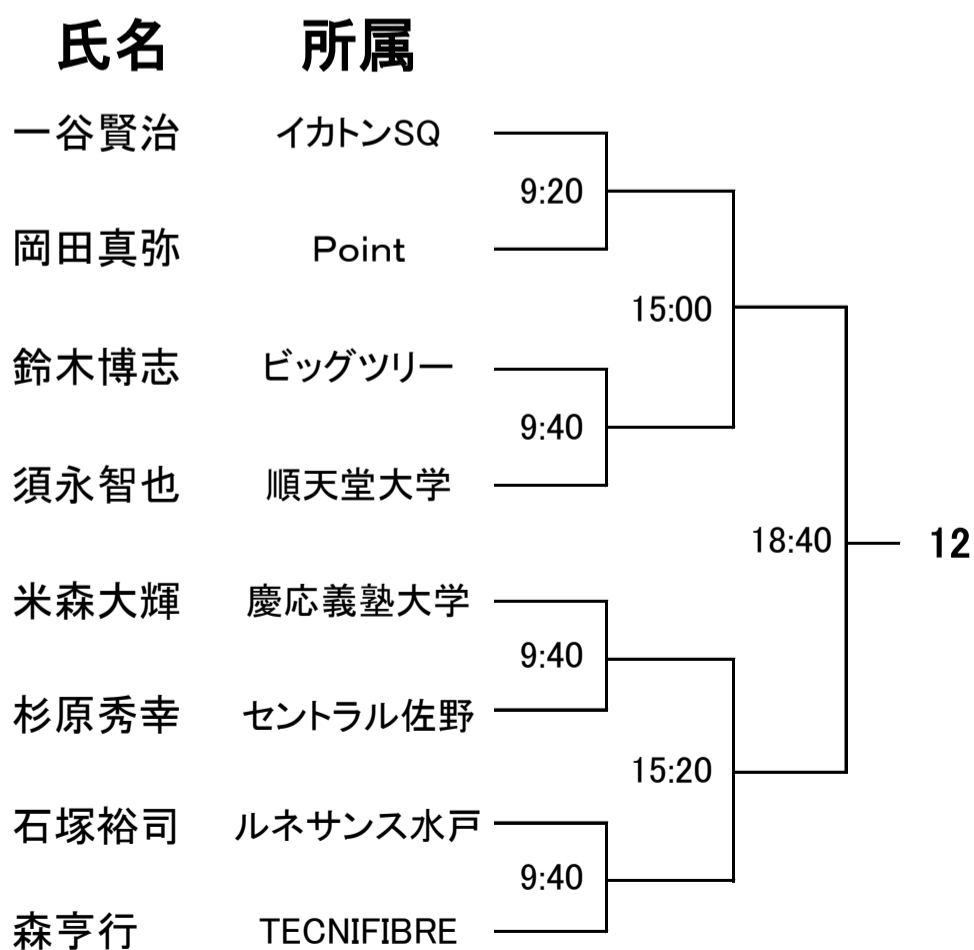 氏名 所属
一谷賢治 イカトンSQ
9:20
岡田真弥 Point
15:00
鈴木博志 ビッグツリー
9:40
須永智也 順天堂大学
18:40 12
米森大輝 慶応義塾大学
9:40
杉原秀幸 セントラル佐野
15:20
石塚裕司 ルネサンス水戸
9:40
森亨行 TECNIFIBRE